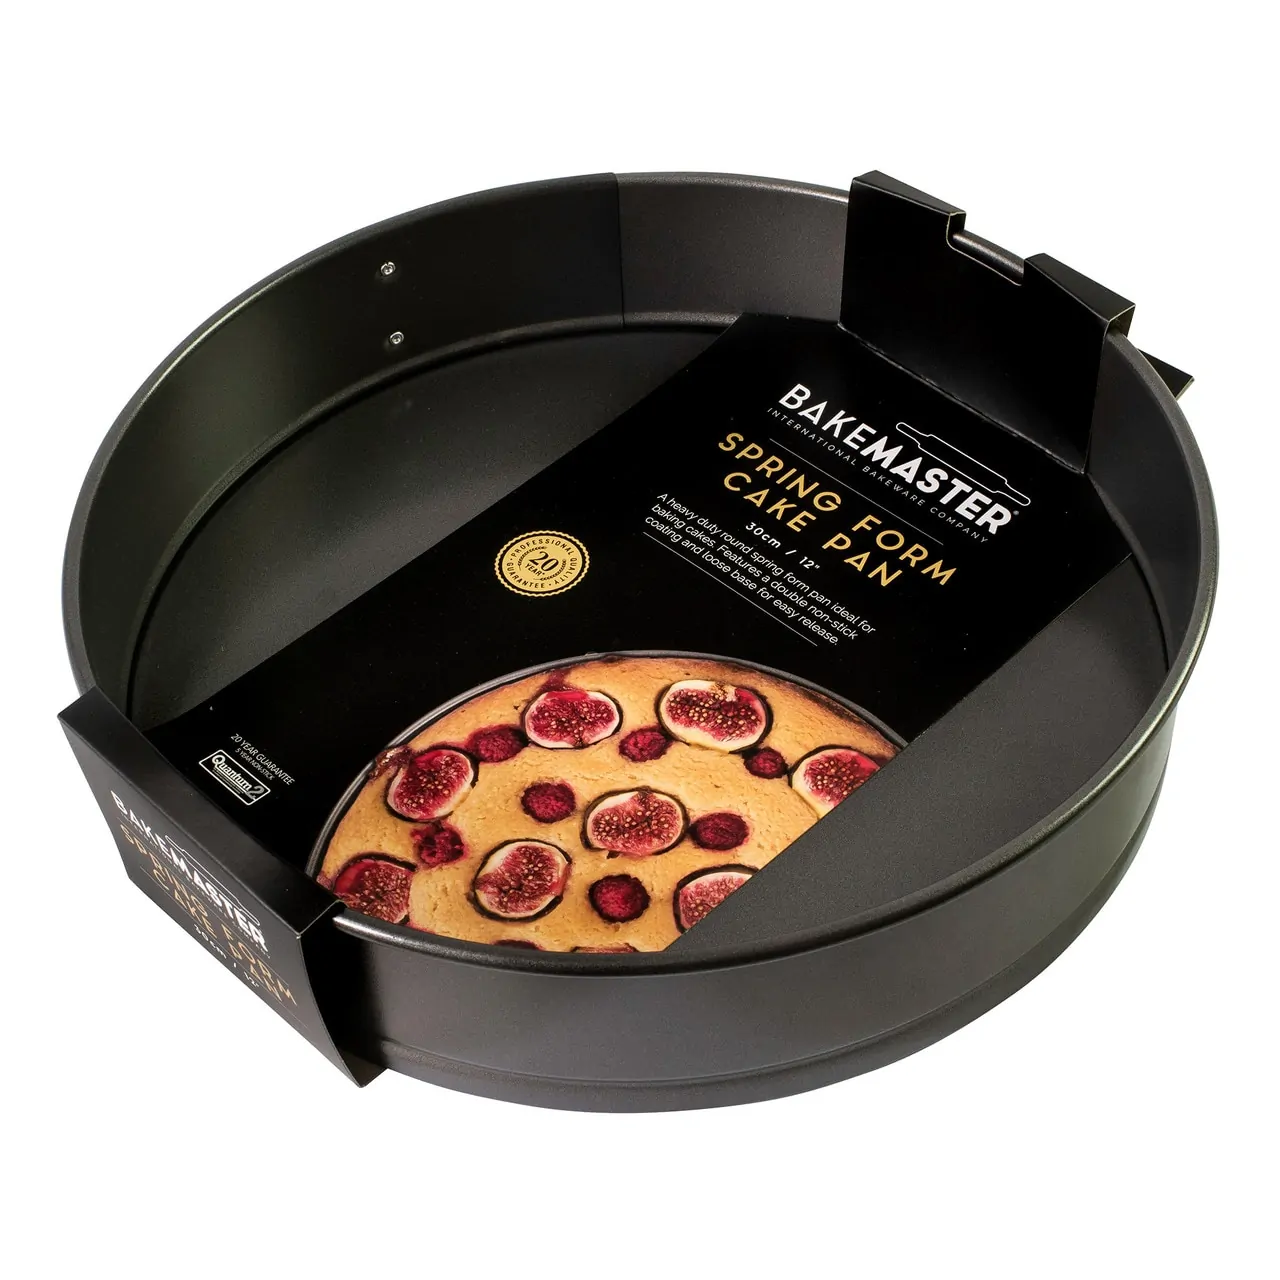 BAKEMASTER®
INTERNATIONAL BAKEWARE COMPANY
SPRING FORM
CAKE PAN
30cm / 12"
A heavy duty round spring form pan ideal for
baking cakes. Features a double non-stick
coating and loose base for easy release.
PROFESSIONAL QUALITY
20
YEAR*
GUARANTEE
20 YEAR GUARANTEE
5 YEAR NON-STICK
Quantum2
BAKEMASTER
SPRING FORM
CAKE PAN
30cm / 12"